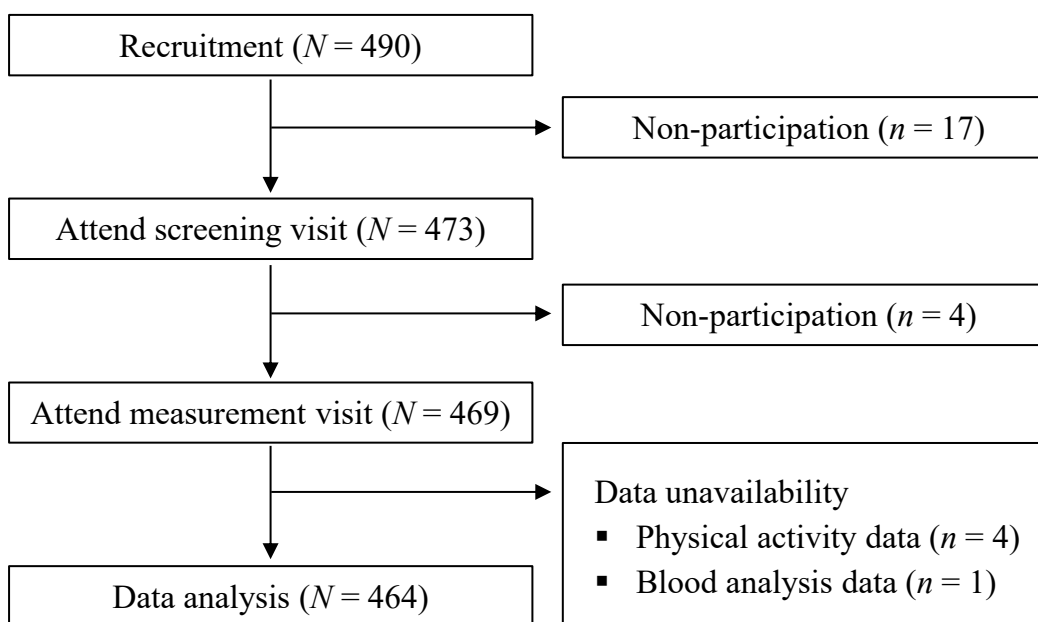 Recruitment (N = 490)
Non-participation (n = 17)
Attend screening visit (N = 473)
Non-participation (n = 4)
Attend measurement visit (N = 469)
Data unavailability
▪ Physical activity data (n = 4)
▪ Blood analysis data (n = 1)
Data analysis (N = 464)